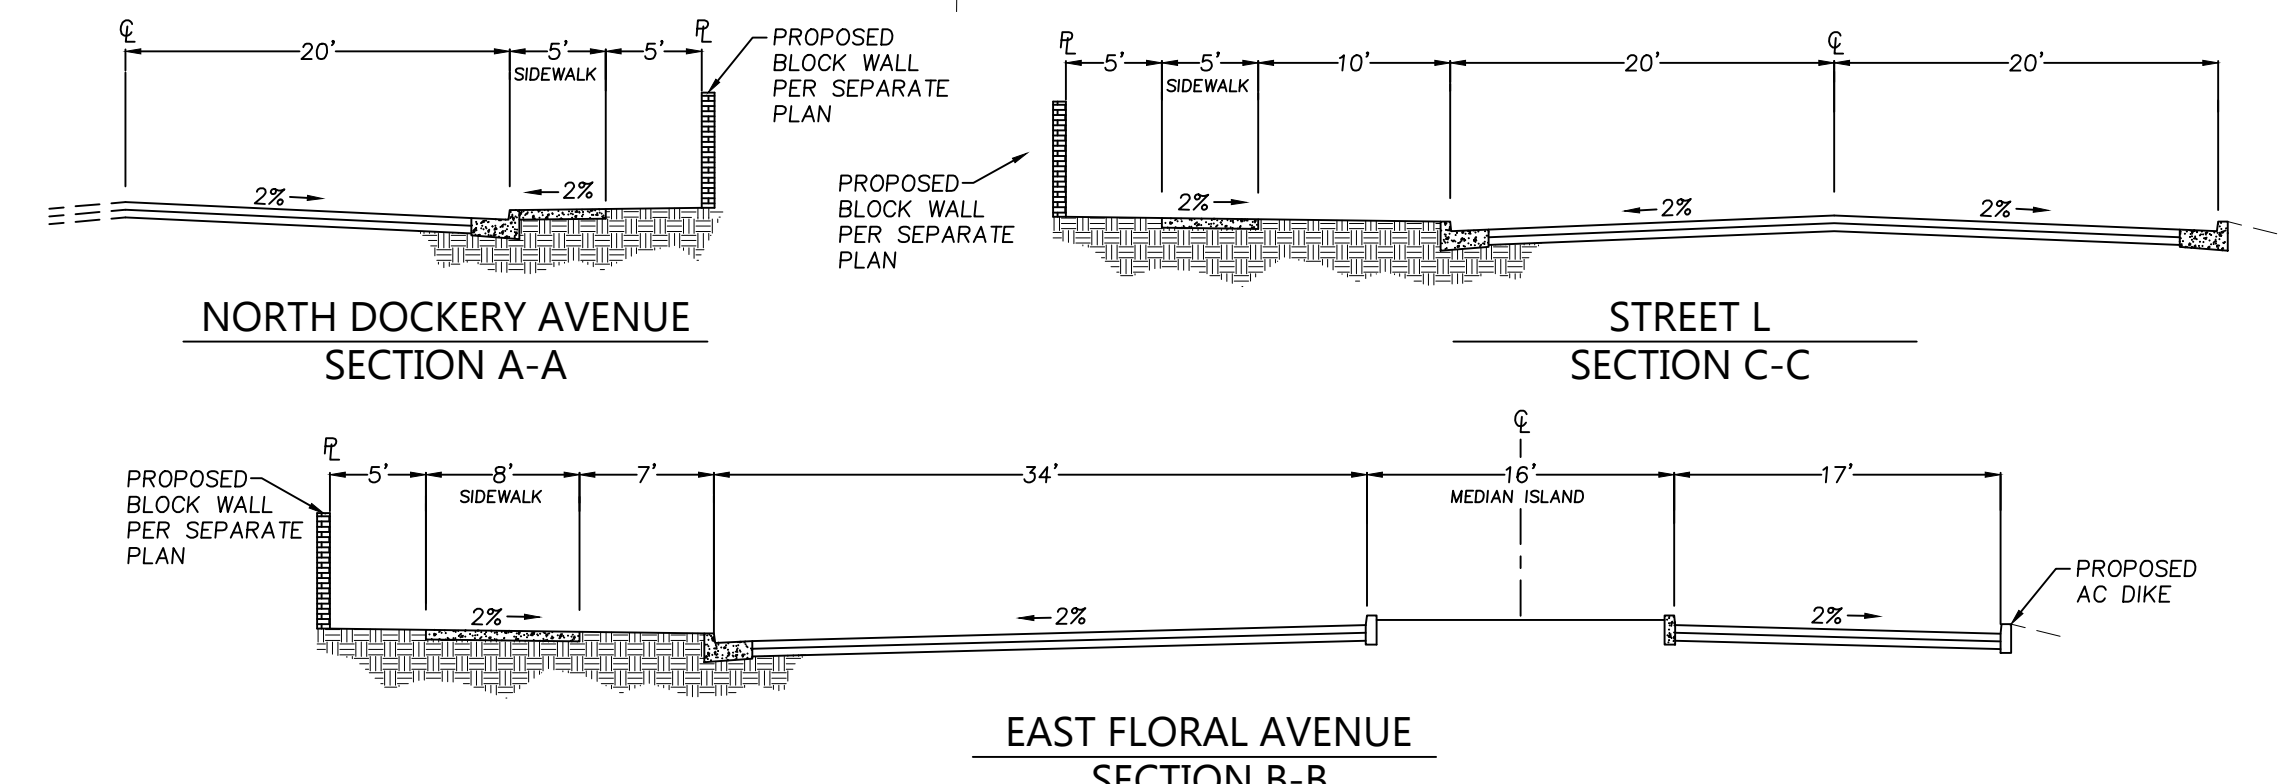 ℄
20'
5'
5'
℄
SIDEWALK
PROPOSED
BLOCK WALL
PER SEPARATE
PLAN
2%
2%
NORTH DOCKERY AVENUE
SECTION A-A
PL
5'
5'
10'
20'
℄
20'
SIDEWALK
PROPOSED
BLOCK WALL
PER SEPARATE
PLAN
2%
2%
2%
STREET L
SECTION C-C
PL
5'
8'
7'
34'
℄
16'
17'
SIDEWALK
MEDIAN ISLAND
PROPOSED
BLOCK WALL
PER SEPARATE
PLAN
2%
2%
2%
PROPOSED
AC DIKE
EAST FLORAL AVENUE
SECTION B-B